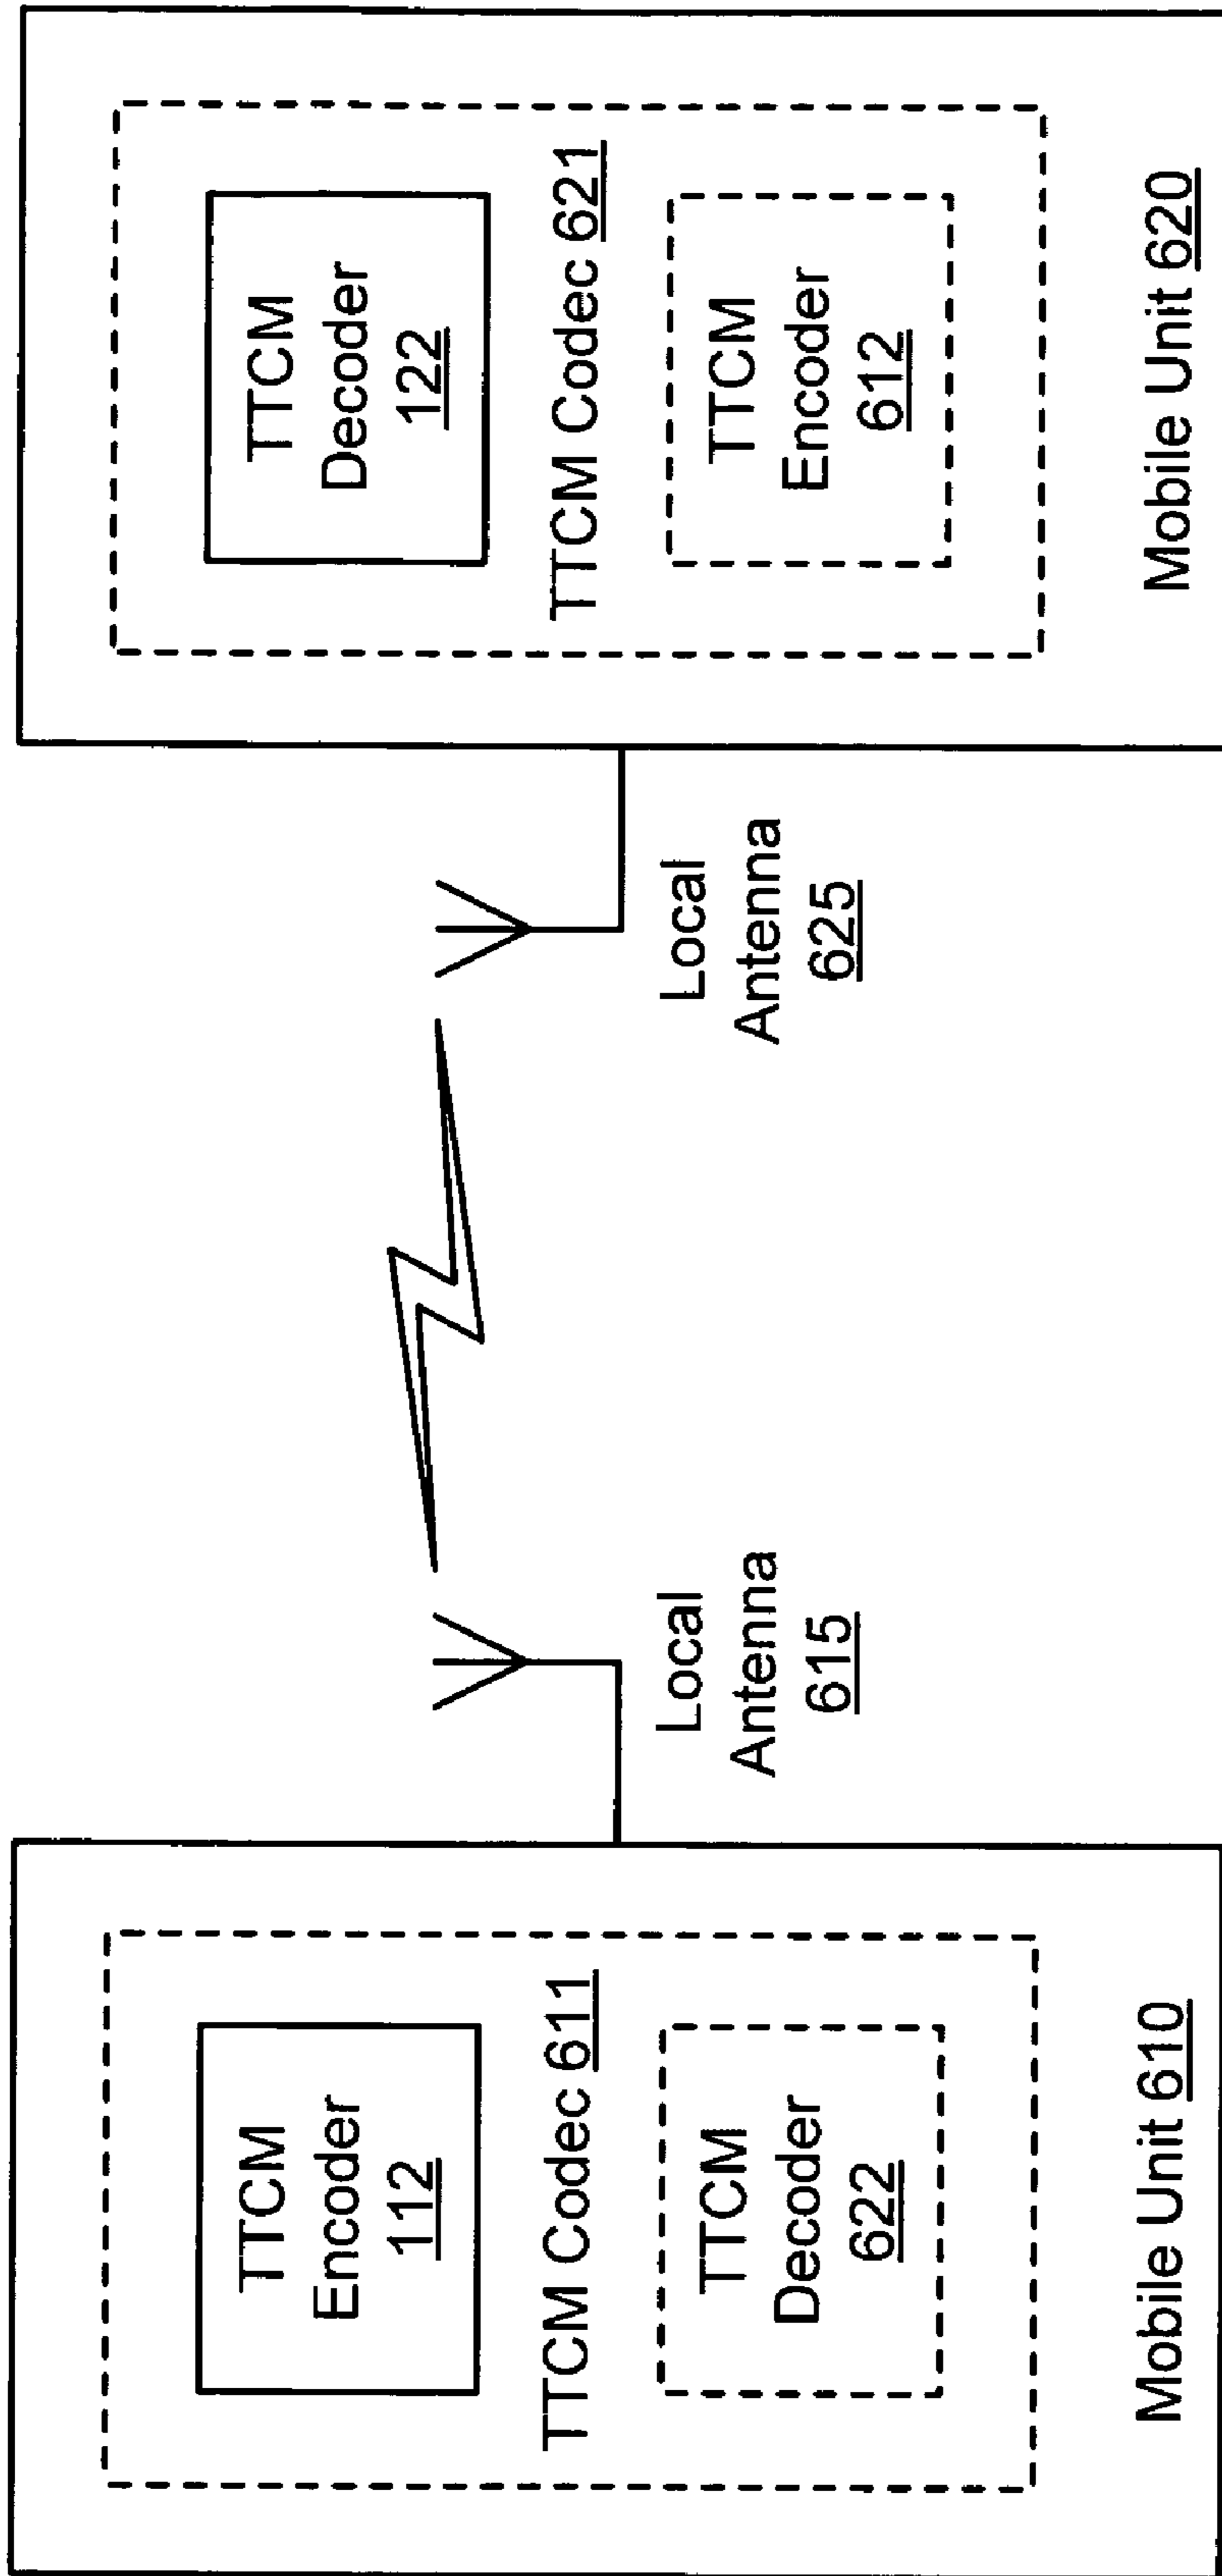 TTCM
Encoder
112
TTCM Codec 611
TTCM
Decoder
622
Mobile Unit 610
Local
Antenna
615
Local
Antenna
625
TTCM
Decoder
122
TTCM Codec 621
TTCM
Encoder
612
Mobile Unit 620